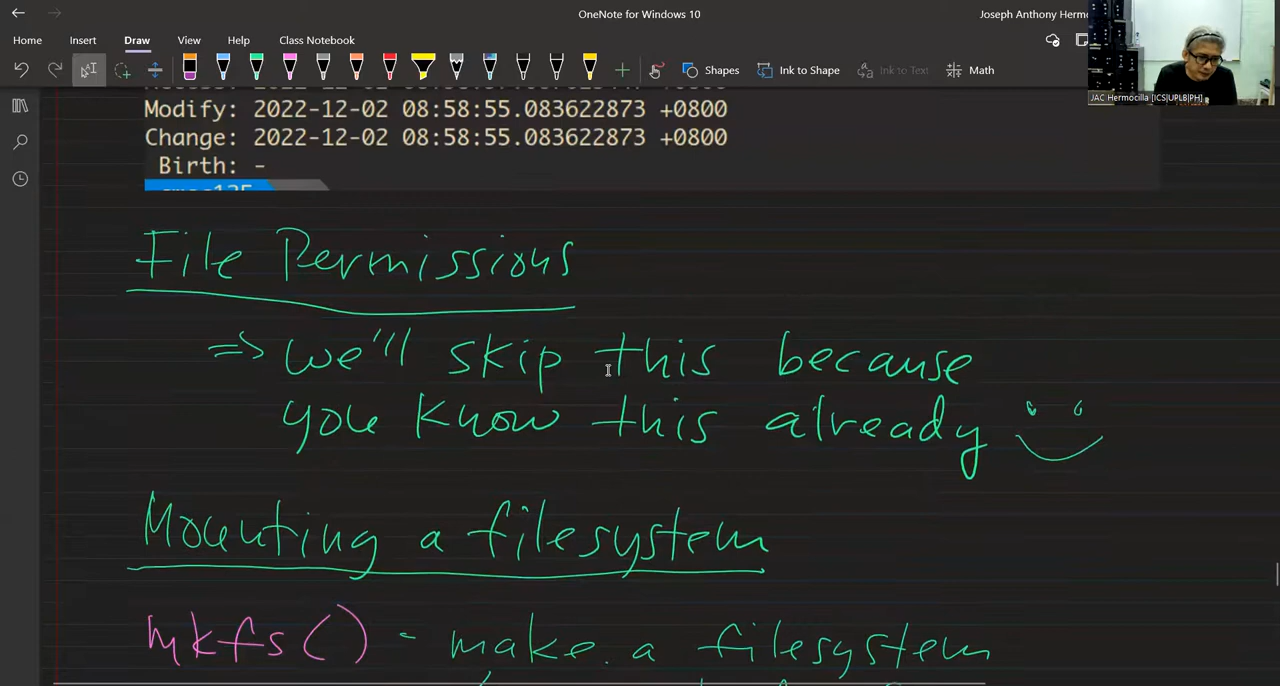 OneNote for Windows 10
Joseph Anthony Hermo
Home Insert Draw View Help Class Notebook
Shapes Ink to Shape Ink to Text Math
JAC Hermocilla [ICS|UPLB|PH]
Modify: 2022-12-02 08:58:55.083622873 +0800
Change: 2022-12-02 08:58:55.083622873 +0800
Birth: -
File Permissions
=> we'll skip this because
you know this already
Mounting a filesystem
mkfs() - make a filesystem